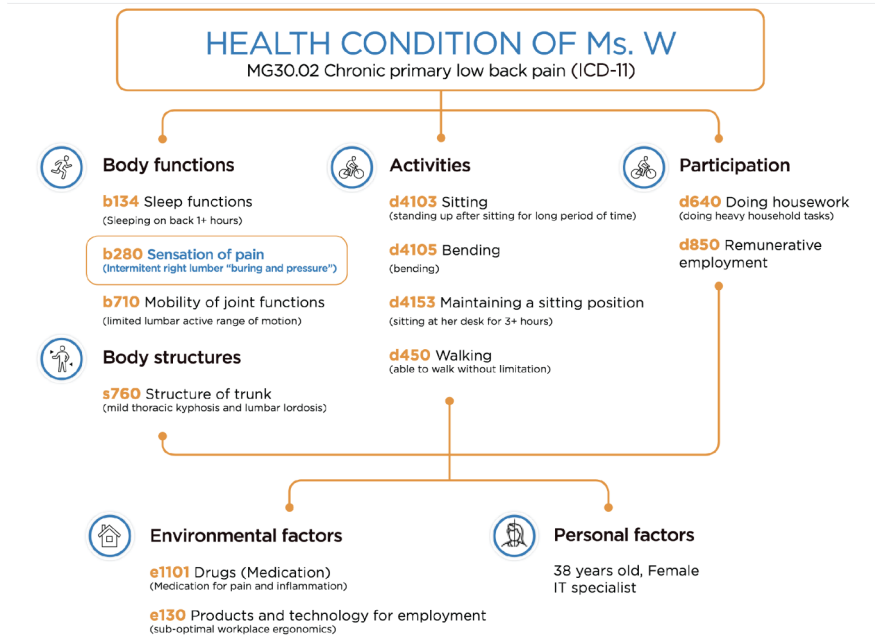 HEALTH CONDITION OF Ms. W
MG30.02 Chronic primary low back pain (ICD-11)
Body functions
b134 Sleep functions
(Sleeping on back 1+ hours)
b280 Sensation of pain
(Intermitent right lumber “buring and pressure”)
b710 Mobility of joint functions
(limited lumbar active range of motion)
Body structures
s760 Structure of trunk
(mild thoracic kyphosis and lumbar lordosis)
Activities
d4103 Sitting
(standing up after sitting for long period of time)
d4105 Bending
(bending)
d4153 Maintaining a sitting position
(sitting at her desk for 3+ hours)
d450 Walking
(able to walk without limitation)
Participation
d640 Doing housework
(doing heavy household tasks)
d850 Remunerative
employment
Environmental factors
e1101 Drugs (Medication)
(Medication for pain and inflammation)
e130 Products and technology for employment
(sub-optimal workplace ergonomics)
Personal factors
38 years old, Female
IT specialist